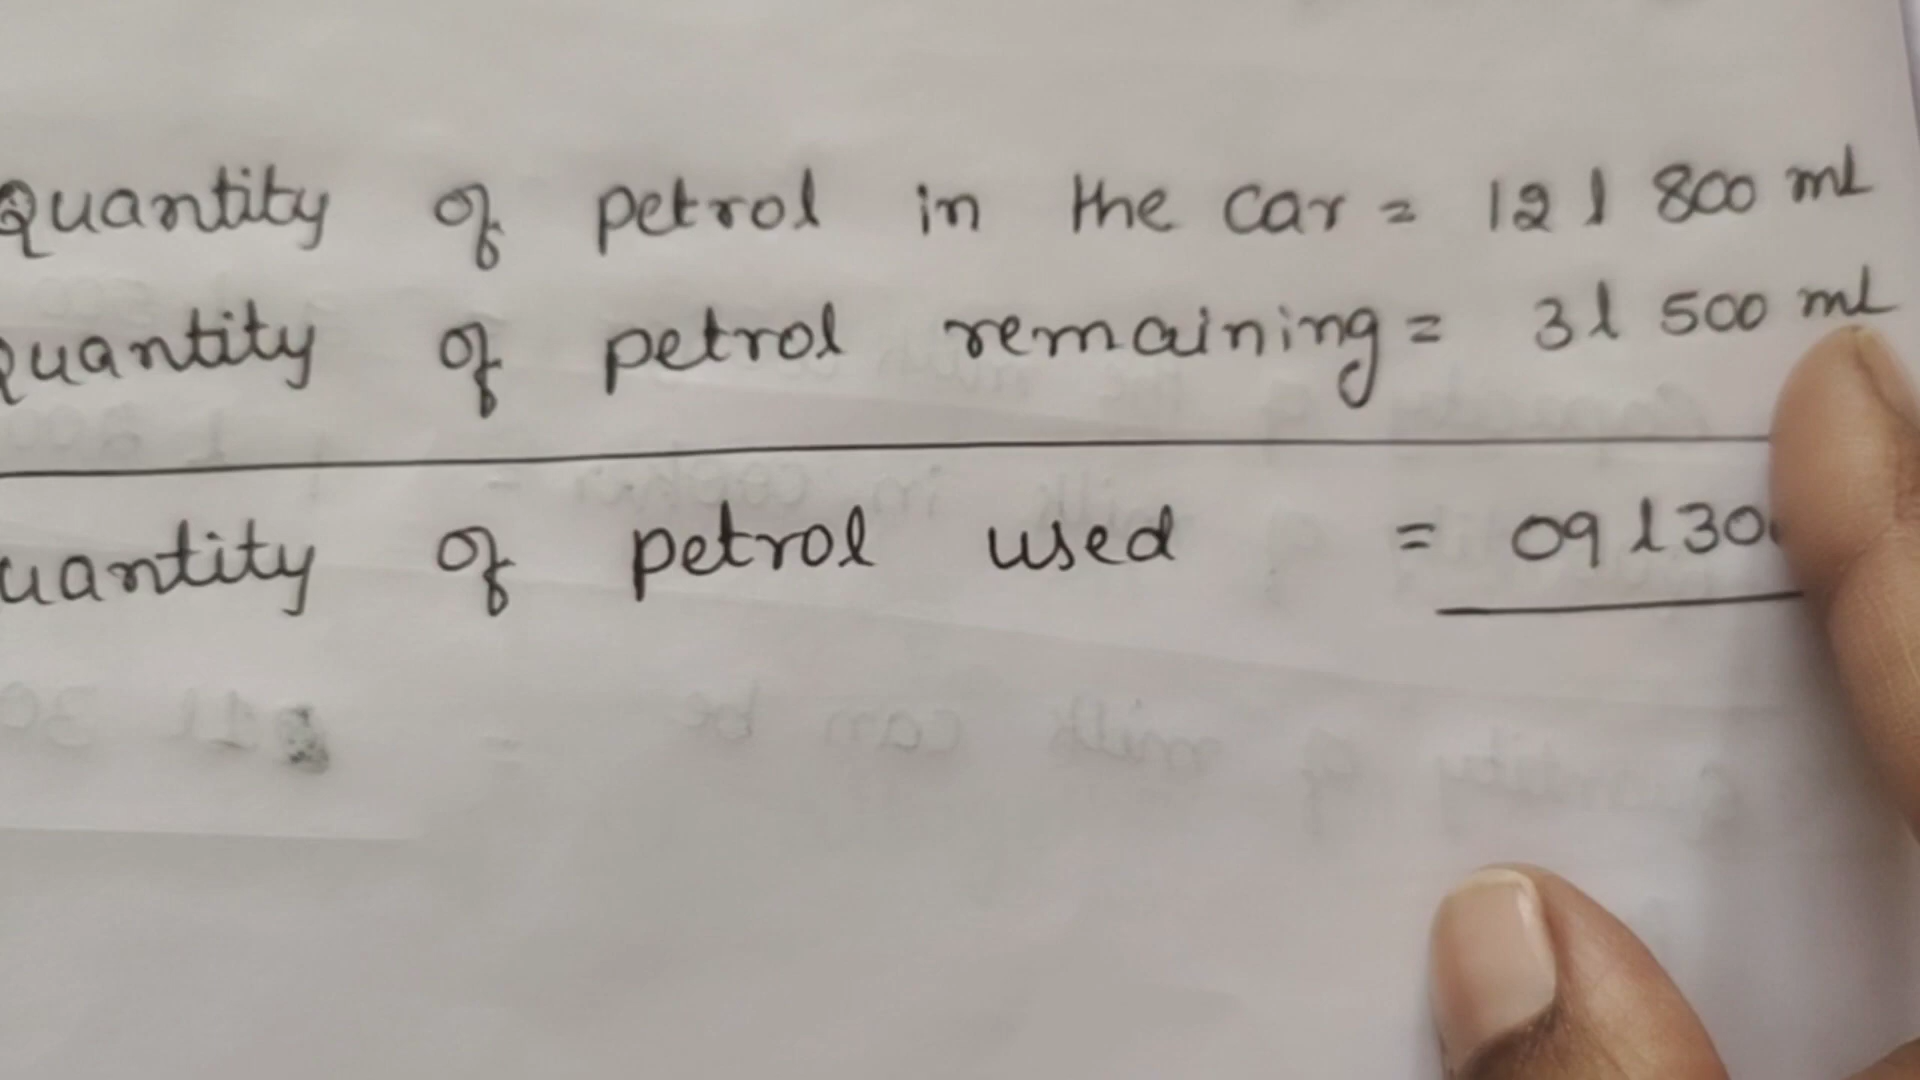 Quantity of petrol in the car = 12 l 800 ml
quantity of petrol remaining = 3 l 500 ml
uantity of petrol used = 09 l 30